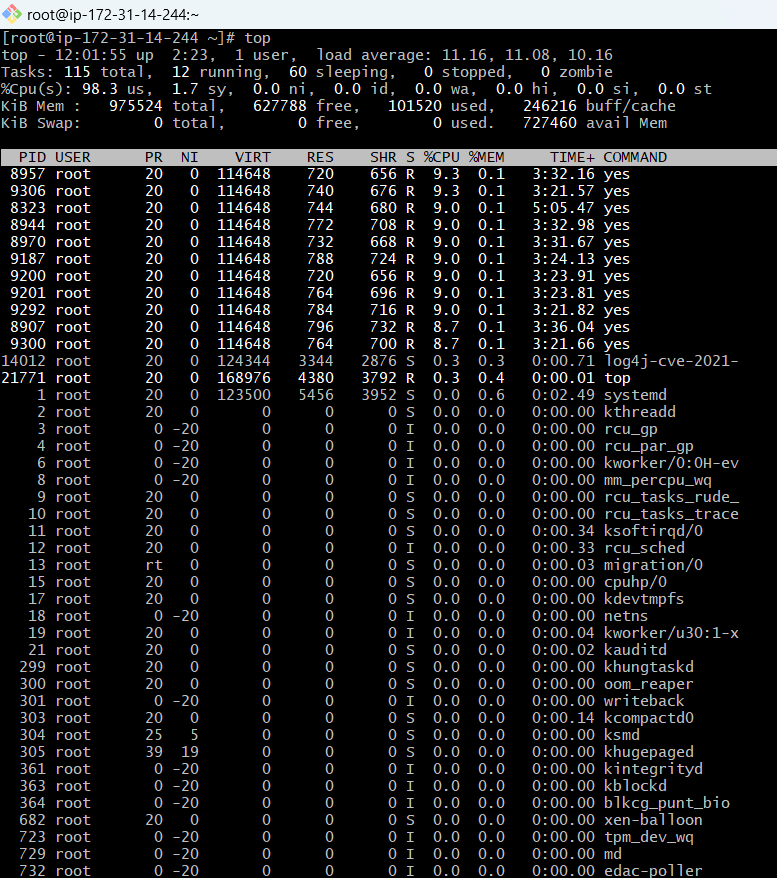 root@ip-172-31-14-244:~
[root@ip-172-31-14-244 ~]# top
top - 12:01:55 up  2:23,  1 user,  load average: 11.16, 11.08, 10.16
Tasks: 115 total,  12 running,  60 sleeping,   0 stopped,   0 zombie
%Cpu(s): 98.3 us,  1.7 sy,  0.0 ni,  0.0 id,  0.0 wa,  0.0 hi,  0.0 si,  0.0 st
KiB Mem :   975524 total,   627788 free,   101520 used,   246216 buff/cache
KiB Swap:        0 total,        0 free,        0 used.   727460 avail Mem
  PID USER      PR  NI    VIRT    RES    SHR S %CPU %MEM     TIME+ COMMAND
 8957 root      20   0  114648    720    656 R  9.3  0.1   3:32.16 yes
 9306 root      20   0  114648    740    676 R  9.3  0.1   3:21.57 yes
 8323 root      20   0  114648    744    680 R  9.0  0.1   5:05.47 yes
 8944 root      20   0  114648    772    708 R  9.0  0.1   3:32.98 yes
 8970 root      20   0  114648    732    668 R  9.0  0.1   3:31.67 yes
 9187 root      20   0  114648    788    724 R  9.0  0.1   3:24.13 yes
 9200 root      20   0  114648    720    656 R  9.0  0.1   3:23.91 yes
 9201 root      20   0  114648    764    696 R  9.0  0.1   3:23.81 yes
 9292 root      20   0  114648    784    716 R  9.0  0.1   3:21.82 yes
 8907 root      20   0  114648    796    732 R  8.7  0.1   3:36.04 yes
 9300 root      20   0  114648    764    700 R  8.7  0.1   3:21.66 yes
14012 root      20   0  124344   3344   2876 S  0.3  0.3   0:00.71 log4j-cve-2021-
21771 root      20   0  168976   4380   3792 R  0.3  0.4   0:00.01 top
    1 root      20   0  123500   5456   3952 S  0.0  0.6   0:02.49 systemd
    2 root      20   0       0      0      0 S  0.0  0.0   0:00.00 kthreadd
    3 root       0 -20       0      0      0 I  0.0  0.0   0:00.00 rcu_gp
    4 root       0 -20       0      0      0 I  0.0  0.0   0:00.00 rcu_par_gp
    6 root       0 -20       0      0      0 I  0.0  0.0   0:00.00 kworker/0:0H-ev
    8 root       0 -20       0      0      0 I  0.0  0.0   0:00.00 mm_percpu_wq
    9 root      20   0       0      0      0 S  0.0  0.0   0:00.00 rcu_tasks_rude_
   10 root      20   0       0      0      0 S  0.0  0.0   0:00.00 rcu_tasks_trace
   11 root      20   0       0      0      0 S  0.0  0.0   0:00.34 ksoftirqd/0
   12 root      20   0       0      0      0 I  0.0  0.0   0:00.33 rcu_sched
   13 root      rt   0       0      0      0 S  0.0  0.0   0:00.03 migration/0
   15 root      20   0       0      0      0 S  0.0  0.0   0:00.00 cpuhp/0
   17 root      20   0       0      0      0 S  0.0  0.0   0:00.00 kdevtmpfs
   18 root       0 -20       0      0      0 I  0.0  0.0   0:00.00 netns
   19 root      20   0       0      0      0 I  0.0  0.0   0:00.04 kworker/u30:1-x
   21 root      20   0       0      0      0 S  0.0  0.0   0:00.02 kauditd
  299 root      20   0       0      0      0 S  0.0  0.0   0:00.00 khungtaskd
  300 root      20   0       0      0      0 S  0.0  0.0   0:00.00 oom_reaper
  301 root       0 -20       0      0      0 I  0.0  0.0   0:00.00 writeback
  303 root      20   0       0      0      0 S  0.0  0.0   0:00.14 kcompactd0
  304 root      25   5       0      0      0 S  0.0  0.0   0:00.00 ksmd
  305 root      39  19       0      0      0 S  0.0  0.0   0:00.00 khugepaged
  361 root       0 -20       0      0      0 I  0.0  0.0   0:00.00 kintegrityd
  363 root       0 -20       0      0      0 I  0.0  0.0   0:00.00 kblockd
  364 root       0 -20       0      0      0 I  0.0  0.0   0:00.00 blkcg_punt_bio
  682 root      20   0       0      0      0 S  0.0  0.0   0:00.00 xen-balloon
  723 root       0 -20       0      0      0 I  0.0  0.0   0:00.00 tpm_dev_wq
  729 root       0 -20       0      0      0 I  0.0  0.0   0:00.00 md
  732 root       0 -20       0      0      0 I  0.0  0.0   0:00.00 edac-poller